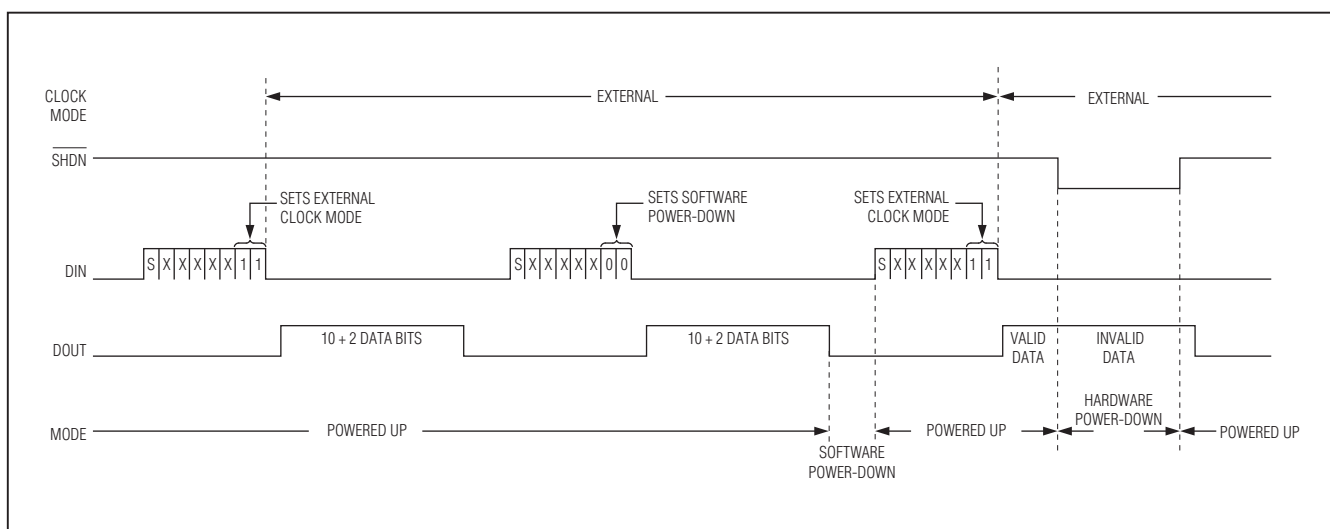 CLOCK
MODE
EXTERNAL
EXTERNAL
SHDN
SETS EXTERNAL
CLOCK MODE
SETS SOFTWARE
POWER-DOWN
SETS EXTERNAL
CLOCK MODE
DIN
S X X X X X 1 1
S X X X X X 0 0
S X X X X X 1 1
DOUT
10 + 2 DATA BITS
10 + 2 DATA BITS
VALID
DATA
INVALID
DATA
MODE
POWERED UP
SOFTWARE
POWER-DOWN
POWERED UP
HARDWARE
POWER-DOWN
POWERED UP